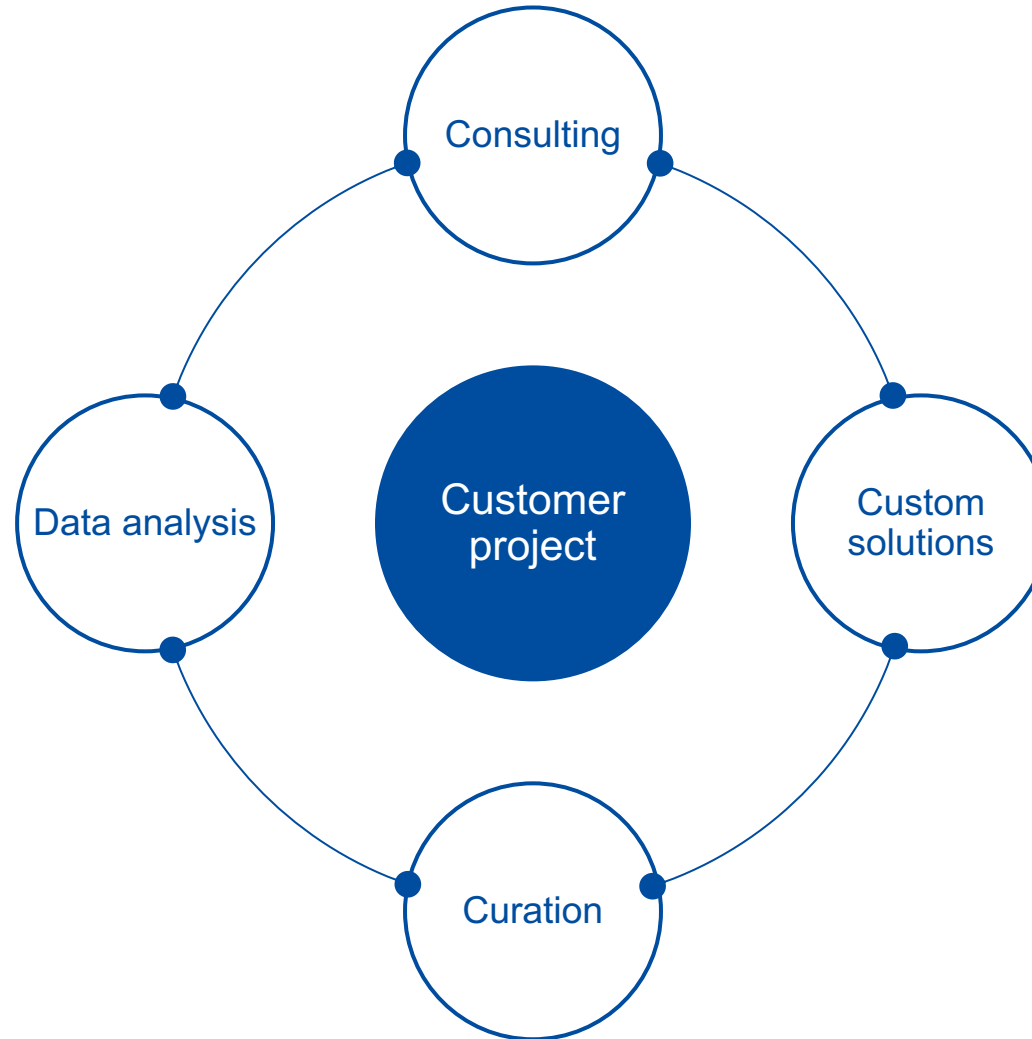 Consulting
Data analysis
Customer
project
Custom
solutions
Curation